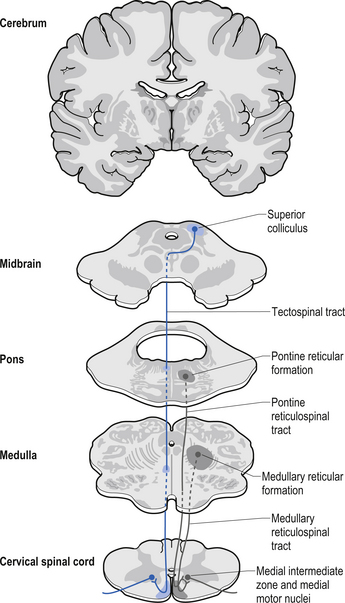 Cerebrum
Superior
colliculus
Midbrain
Tectospinal tract
Pons
Pontine reticular
formation
Pontine
reticulospinal
tract
Medulla
Medullary reticular
formation
Medullary
reticulospinal
tract
Cervical spinal cord
Medial intermediate
zone and medial
motor nuclei